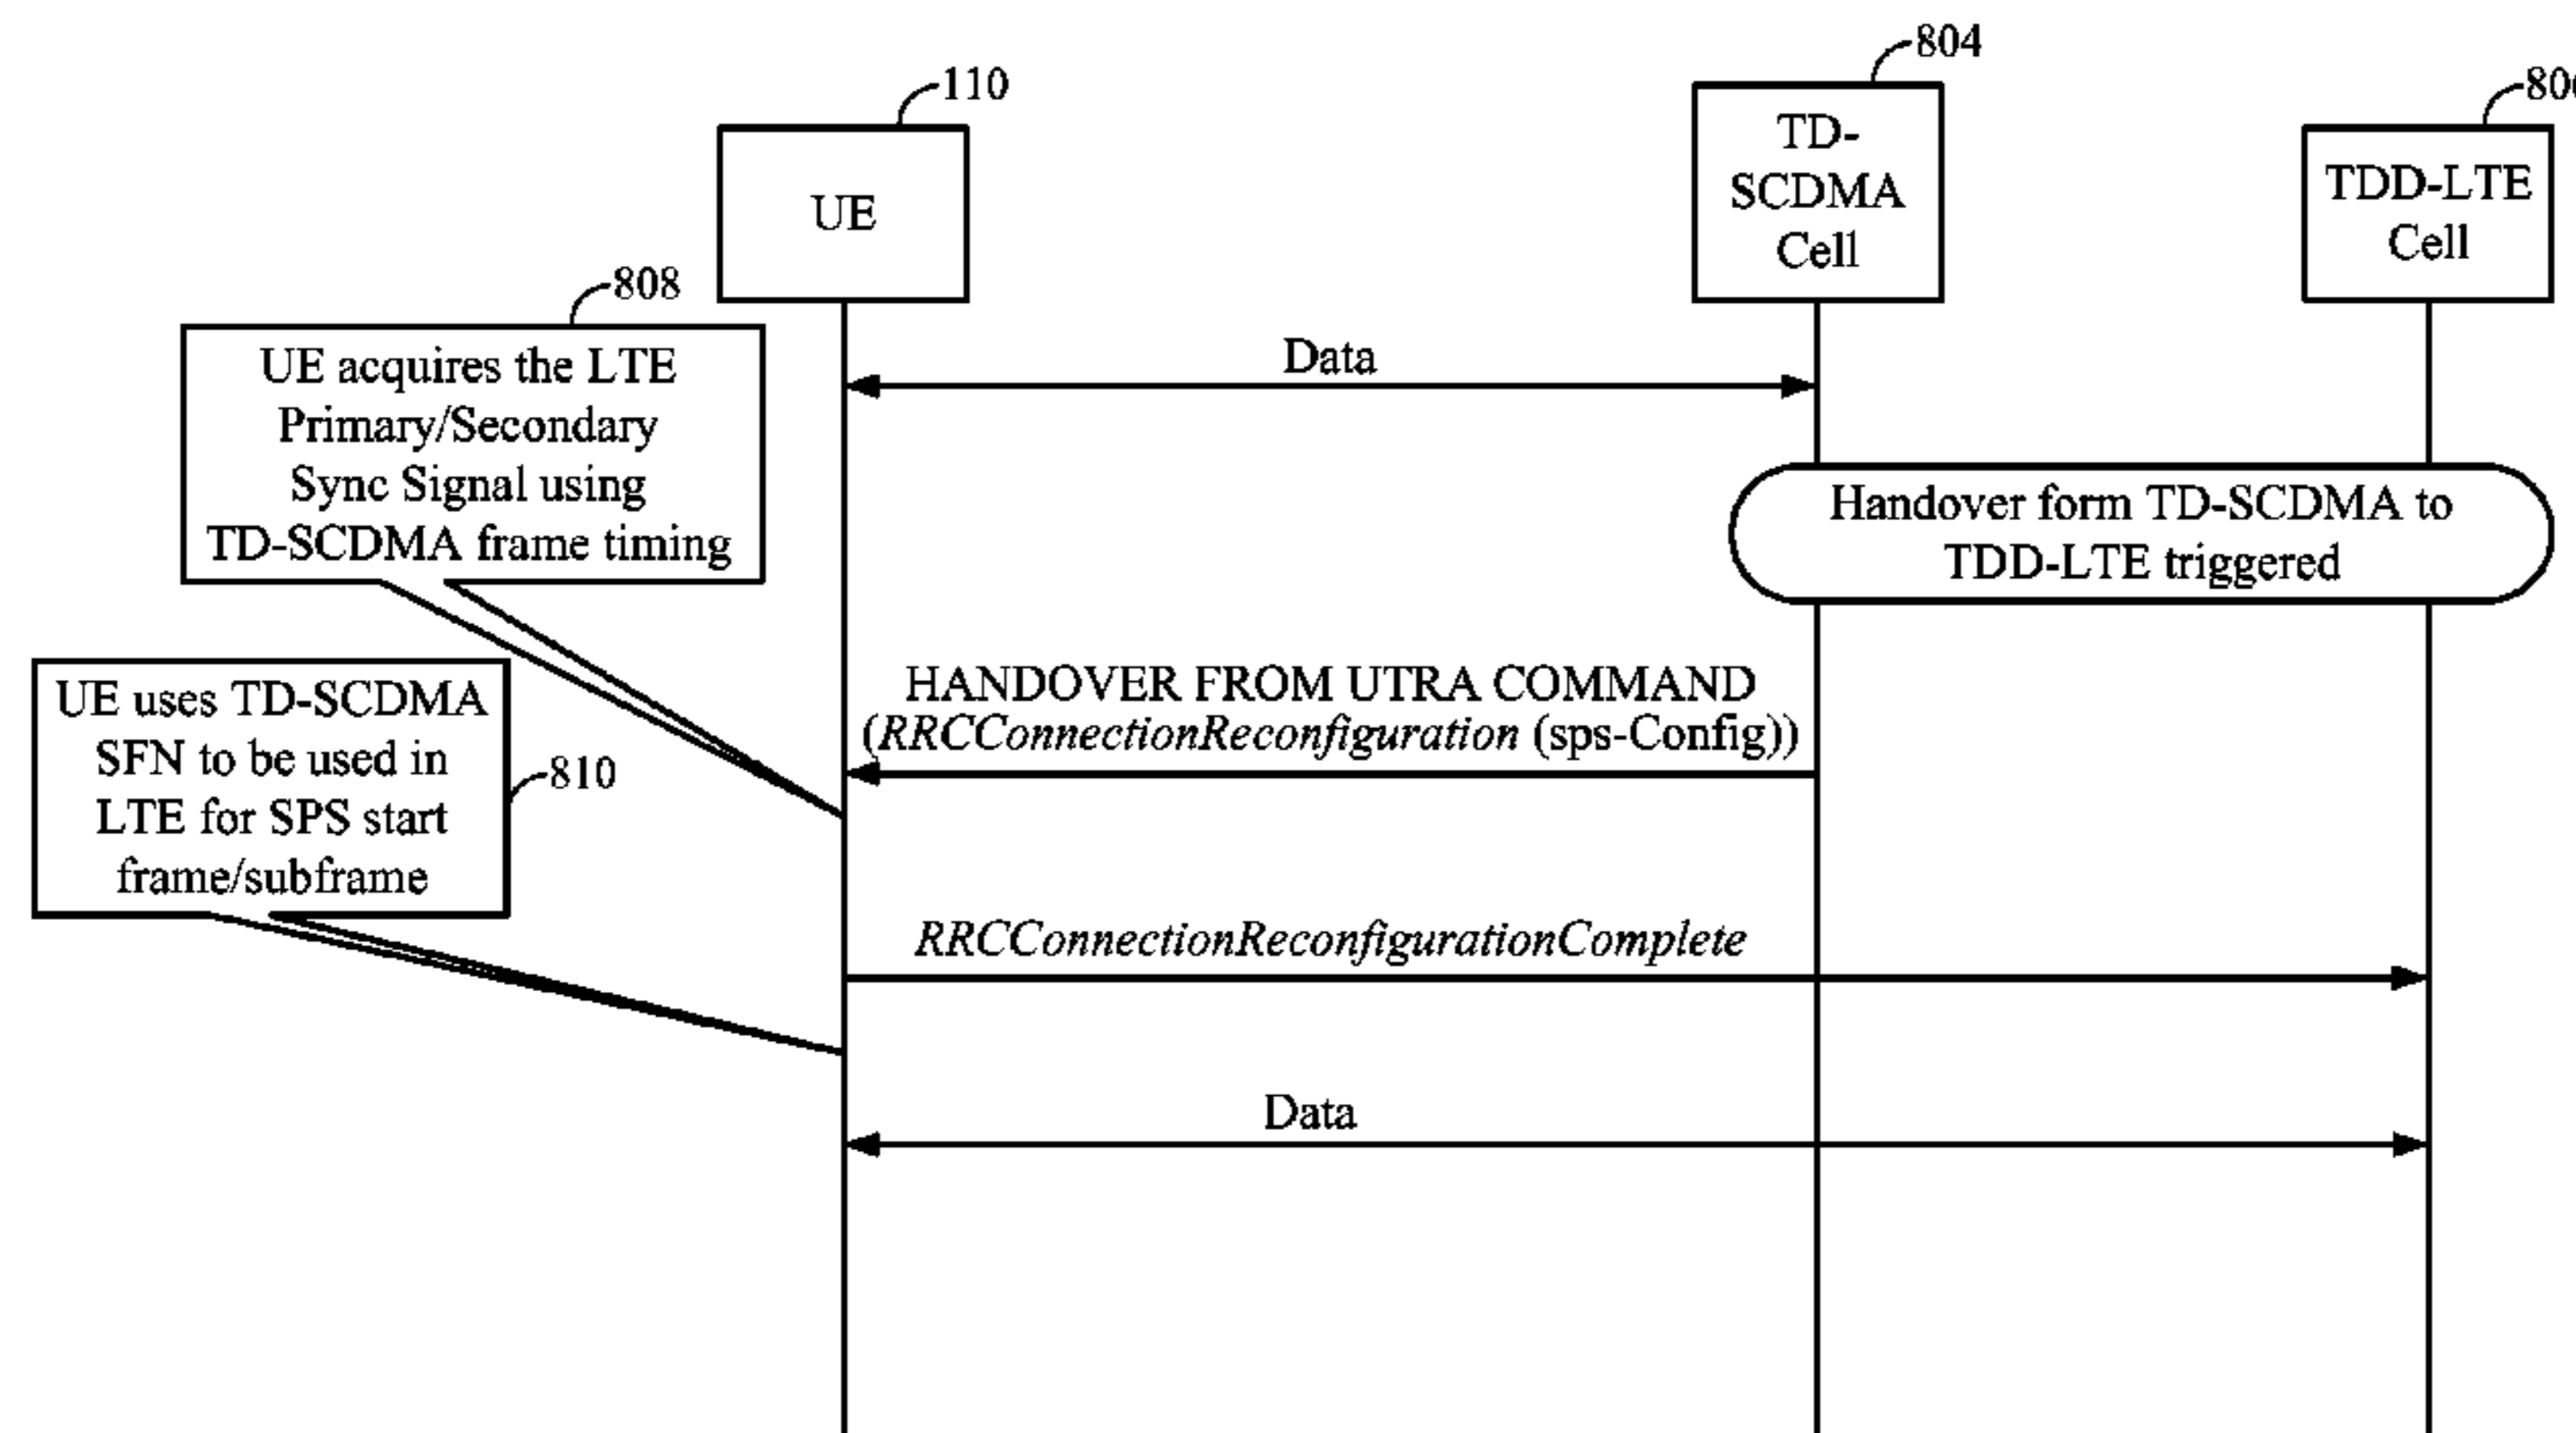 804
110
806
TD-
SCDMA
Cell
UE
TDD-LTE
Cell
808
UE acquires the LTE
Primary/Secondary
Sync Signal using
TD-SCDMA frame timing
Data
Handover form TD-SCDMA to
TDD-LTE triggered
HANDOVER FROM UTRA COMMAND
(RRCConnectionReconfiguration (sps-Config))
UE uses TD-SCDMA
SFN to be used in
LTE for SPS start
frame/subframe
810
RRCConnectionReconfigurationComplete
Data